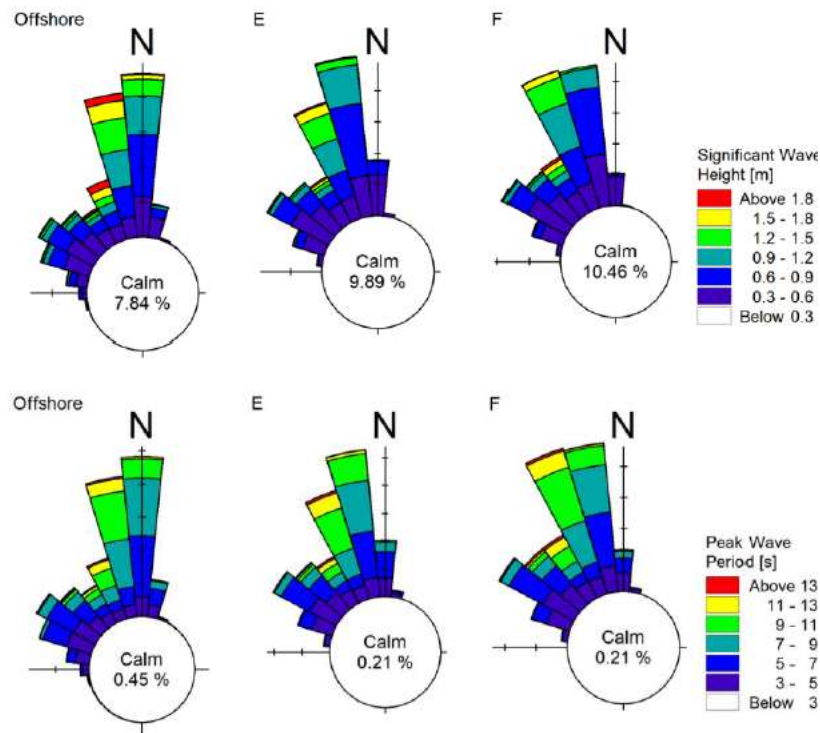 Offshore
E
F
N
N
N
Calm
7.84 %
Calm
9.89 %
Calm
10.46 %
Significant Wave
Height [m]
Above 1.8
1.5 - 1.8
1.2 - 1.5
0.9 - 1.2
0.6 - 0.9
0.3 - 0.6
Below 0.3
Offshore
E
F
N
N
N
Calm
0.45 %
Calm
0.21 %
Calm
0.21 %
Peak Wave
Period [s]
Above 13
11 - 13
9 - 11
7 - 9
5 - 7
3 - 5
Below 3